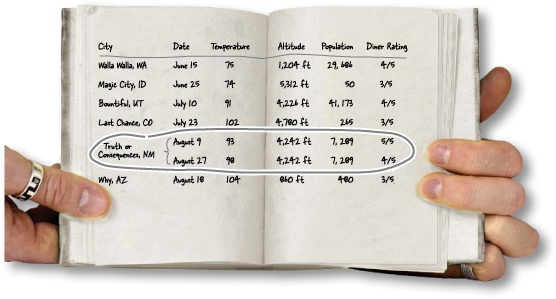 City Date Temperature Altitude Population Diner Rating
Walla Walla, WA June 15 75 1,204 ft 29,686 4/5
Magic City, ID June 25 74 5,312 ft 50 3/5
Bountiful, UT July 10 91 4,226 ft 41,173 4/5
Last Chance, CO July 23 102 4,780 ft 265 3/5
Truth or Consequences, NM August 9 93 4,242 ft 7,289 5/5
August 27 98 4,242 ft 7,289 4/5
Why, AZ August 18 104 860 ft 480 3/5